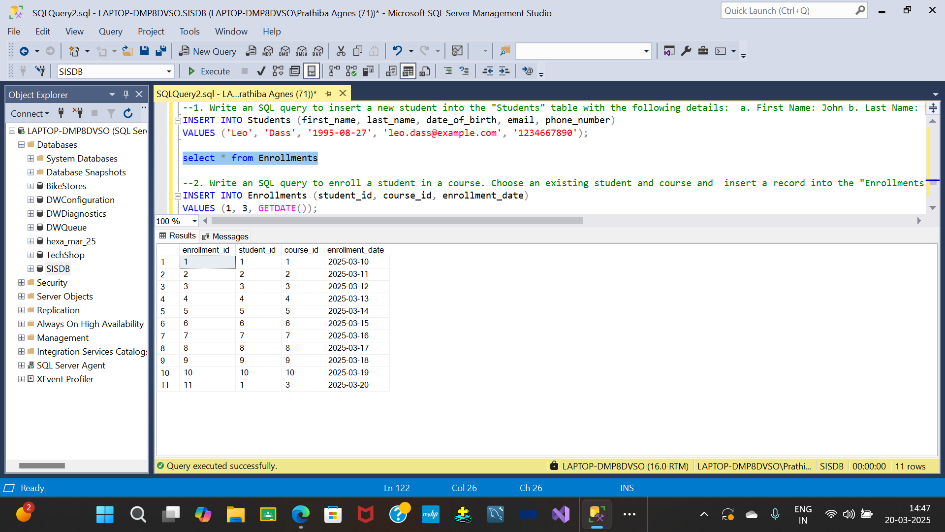 SQLQuery2.sql - LAPTOP-DMP8DVSO.SISDB (LAPTOP-DMP8DVSO\Prathiba Agnes (71))* - Microsoft SQL Server Management Studio
Quick Launch (Ctrl+Q)
File Edit View Query Project Tools Window Help
New Query
MDX DMX XMLA DAX
SISDB
Execute
Object Explorer
SQLQuery2.sql - LA...rathiba Agnes (71))*
Connect
LAPTOP-DMP8DVSO (SQL Ser
Databases
System Databases
Database Snapshots
BikeStores
DWConfiguration
DWDiagnostics
DWQueue
hexa_mar_25
TechShop
SISDB
Security
Server Objects
Replication
Always On High Availability
Management
Integration Services Catalog
SQL Server Agent
XEvent Profiler
--1. Write an SQL query to insert a new student into the "Students" table with the following details: a. First Name: John b. Last Name:
INSERT INTO Students (first_name, last_name, date_of_birth, email, phone_number)
VALUES ('Leo', 'Dass', '1995-08-27', 'leo.dass@example.com', '1234667890');
select * from Enrollments
--2. Write an SQL query to enroll a student in a course. Choose an existing student and course and insert a record into the "Enrollments
INSERT INTO Enrollments (student_id, course_id, enrollment_date)
VALUES (1, 3, GETDATE());
100 %
Results Messages
enrollment_id student_id course_id enrollment_date
1 1 1 1 2025-03-10
2 2 2 2 2025-03-11
3 3 3 3 2025-03-12
4 4 4 4 2025-03-13
5 5 5 5 2025-03-14
6 6 6 6 2025-03-15
7 7 7 7 2025-03-16
8 8 8 8 2025-03-17
9 9 9 9 2025-03-18
10 10 10 10 2025-03-19
11 11 1 3 2025-03-20
Query executed successfully.
LAPTOP-DMP8DVSO (16.0 RTM) LAPTOP-DMP8DVSO\Prathi... SISDB 00:00:00 11 rows
Ready Ln 122 Col 26 Ch 26 INS
2
ENG
IN
14:47
20-03-2025